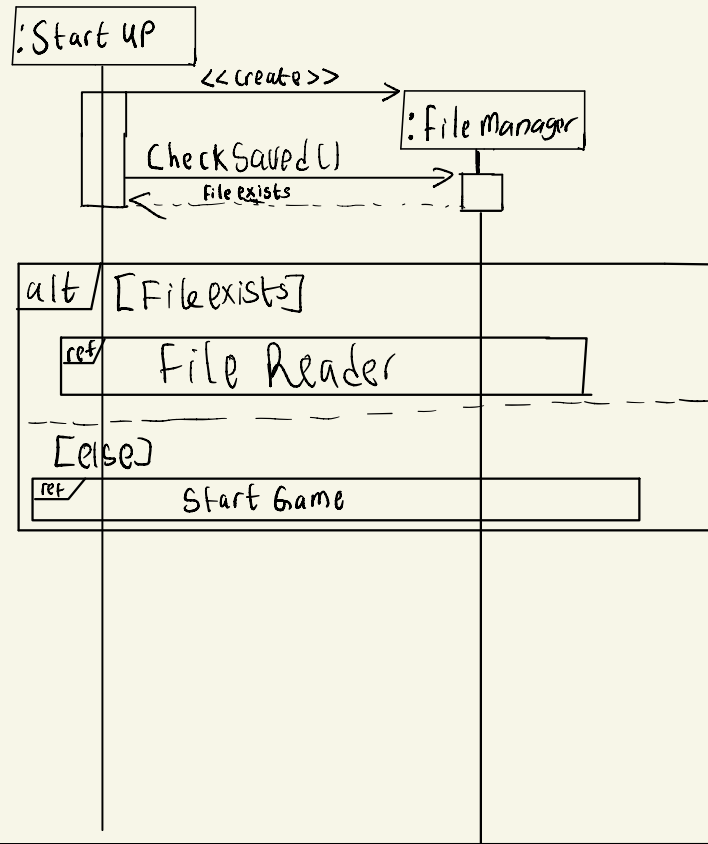 :Start UP
<<create>>
:File Manager
CheckSaved()
File exists
alt [File exists]
ref File Reader
[else]
ref Start Game